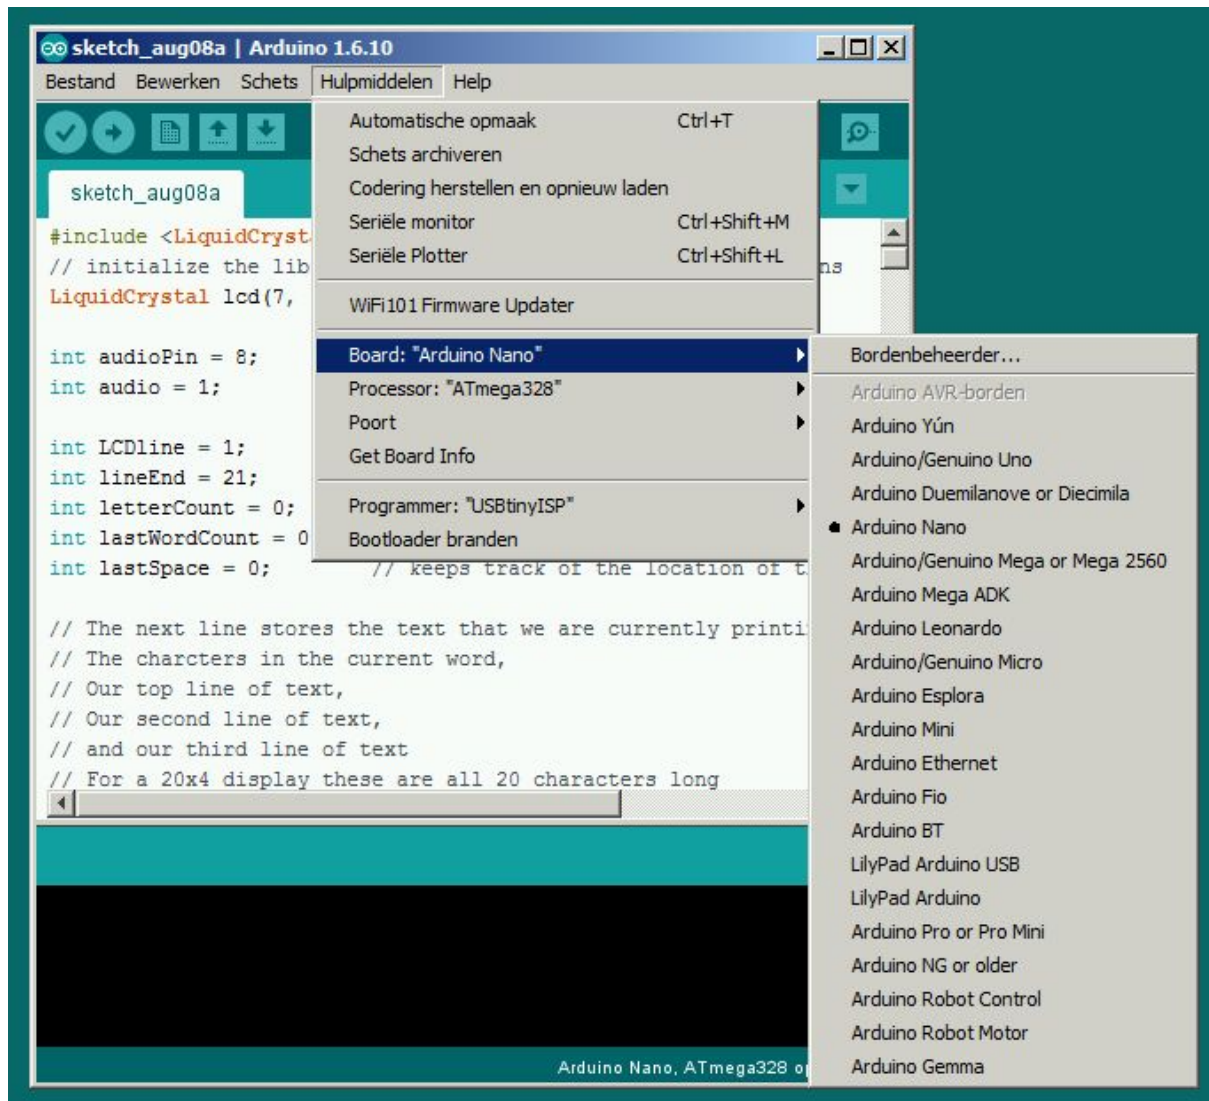 sketch_aug08a | Arduino 1.6.10
Bestand Bewerken Schets Hulpmiddelen Help
Automatische opmaak Ctrl+T
Schets archiveren
Codering herstellen en opnieuw laden
Seriële monitor Ctrl+Shift+M
Seriële Plotter Ctrl+Shift+L
WiFi101 Firmware Updater
Board: "Arduino Nano"
Processor: "ATmega328"
Poort
Get Board Info
Programmer: "USBtinyISP"
Bootloader branden
Bordenbeheerder...
Arduino AVR-borden
Arduino Yún
Arduino/Genuino Uno
Arduino Duemilanove or Diecimila
Arduino Nano
Arduino/Genuino Mega or Mega 2560
Arduino Mega ADK
Arduino Leonardo
Arduino/Genuino Micro
Arduino Esplora
Arduino Mini
Arduino Ethernet
Arduino Fio
Arduino BT
LilyPad Arduino USB
LilyPad Arduino
Arduino Pro or Pro Mini
Arduino NG or older
Arduino Robot Control
Arduino Robot Motor
Arduino Gemma
sketch_aug08a
#include <LiquidCryst
// initialize the lib ns
LiquidCrystal lcd(7,
int audioPin = 8;
int audio = 1;
int LCDline = 1;
int lineEnd = 21;
int letterCount = 0;
int lastWordCount = 0
int lastSpace = 0; // keeps track of the location of t
// The next line stores the text that we are currently printi
// The charcters in the current word,
// Our top line of text,
// Our second line of text,
// and our third line of text
// For a 20x4 display these are all 20 characters long
Arduino Nano, ATmega328 o